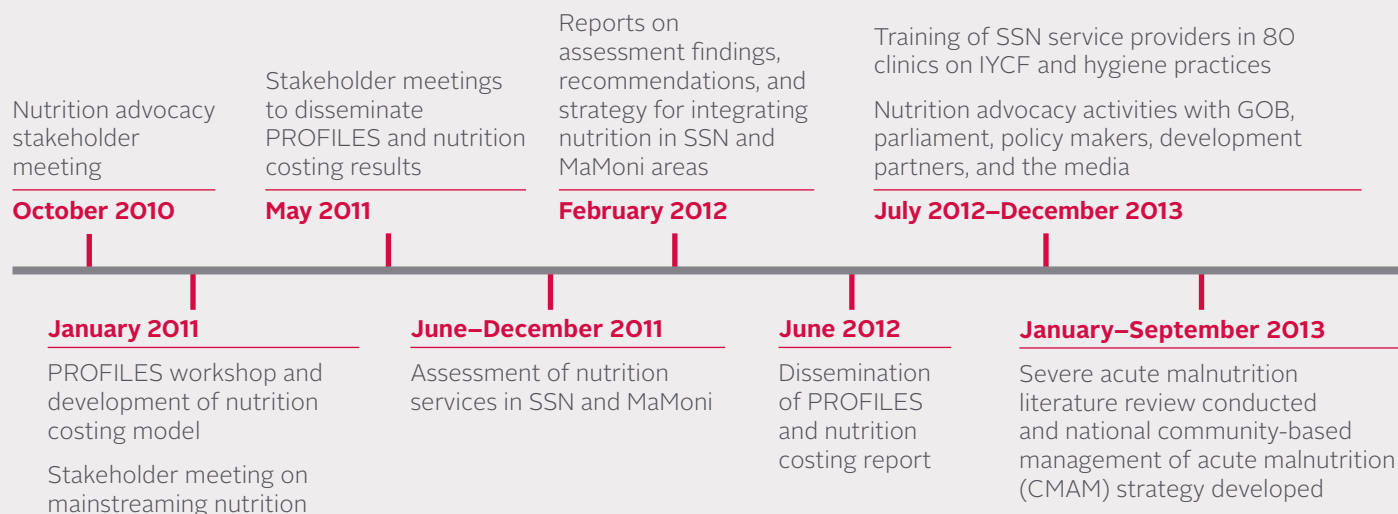 Nutrition advocacy
stakeholder
meeting
October 2010
Stakeholder meetings
to disseminate
PROFILES and nutrition
costing results
May 2011
Reports on
assessment findings,
recommendations, and
strategy for integrating
nutrition in SSN and
MaMoni areas
February 2012
Training of SSN service providers in 80
clinics on IYCF and hygiene practices
Nutrition advocacy activities with GOB,
parliament, policy makers, development
partners, and the media
July 2012–December 2013
January 2011
PROFILES workshop and
development of nutrition
costing model
Stakeholder meeting on
mainstreaming nutrition
June–December 2011
Assessment of nutrition
services in SSN and MaMoni
June 2012
Dissemination
of PROFILES
and nutrition
costing report
January–September 2013
Severe acute malnutrition
literature review conducted
and national community-based
management of acute malnutrition
(CMAM) strategy developed